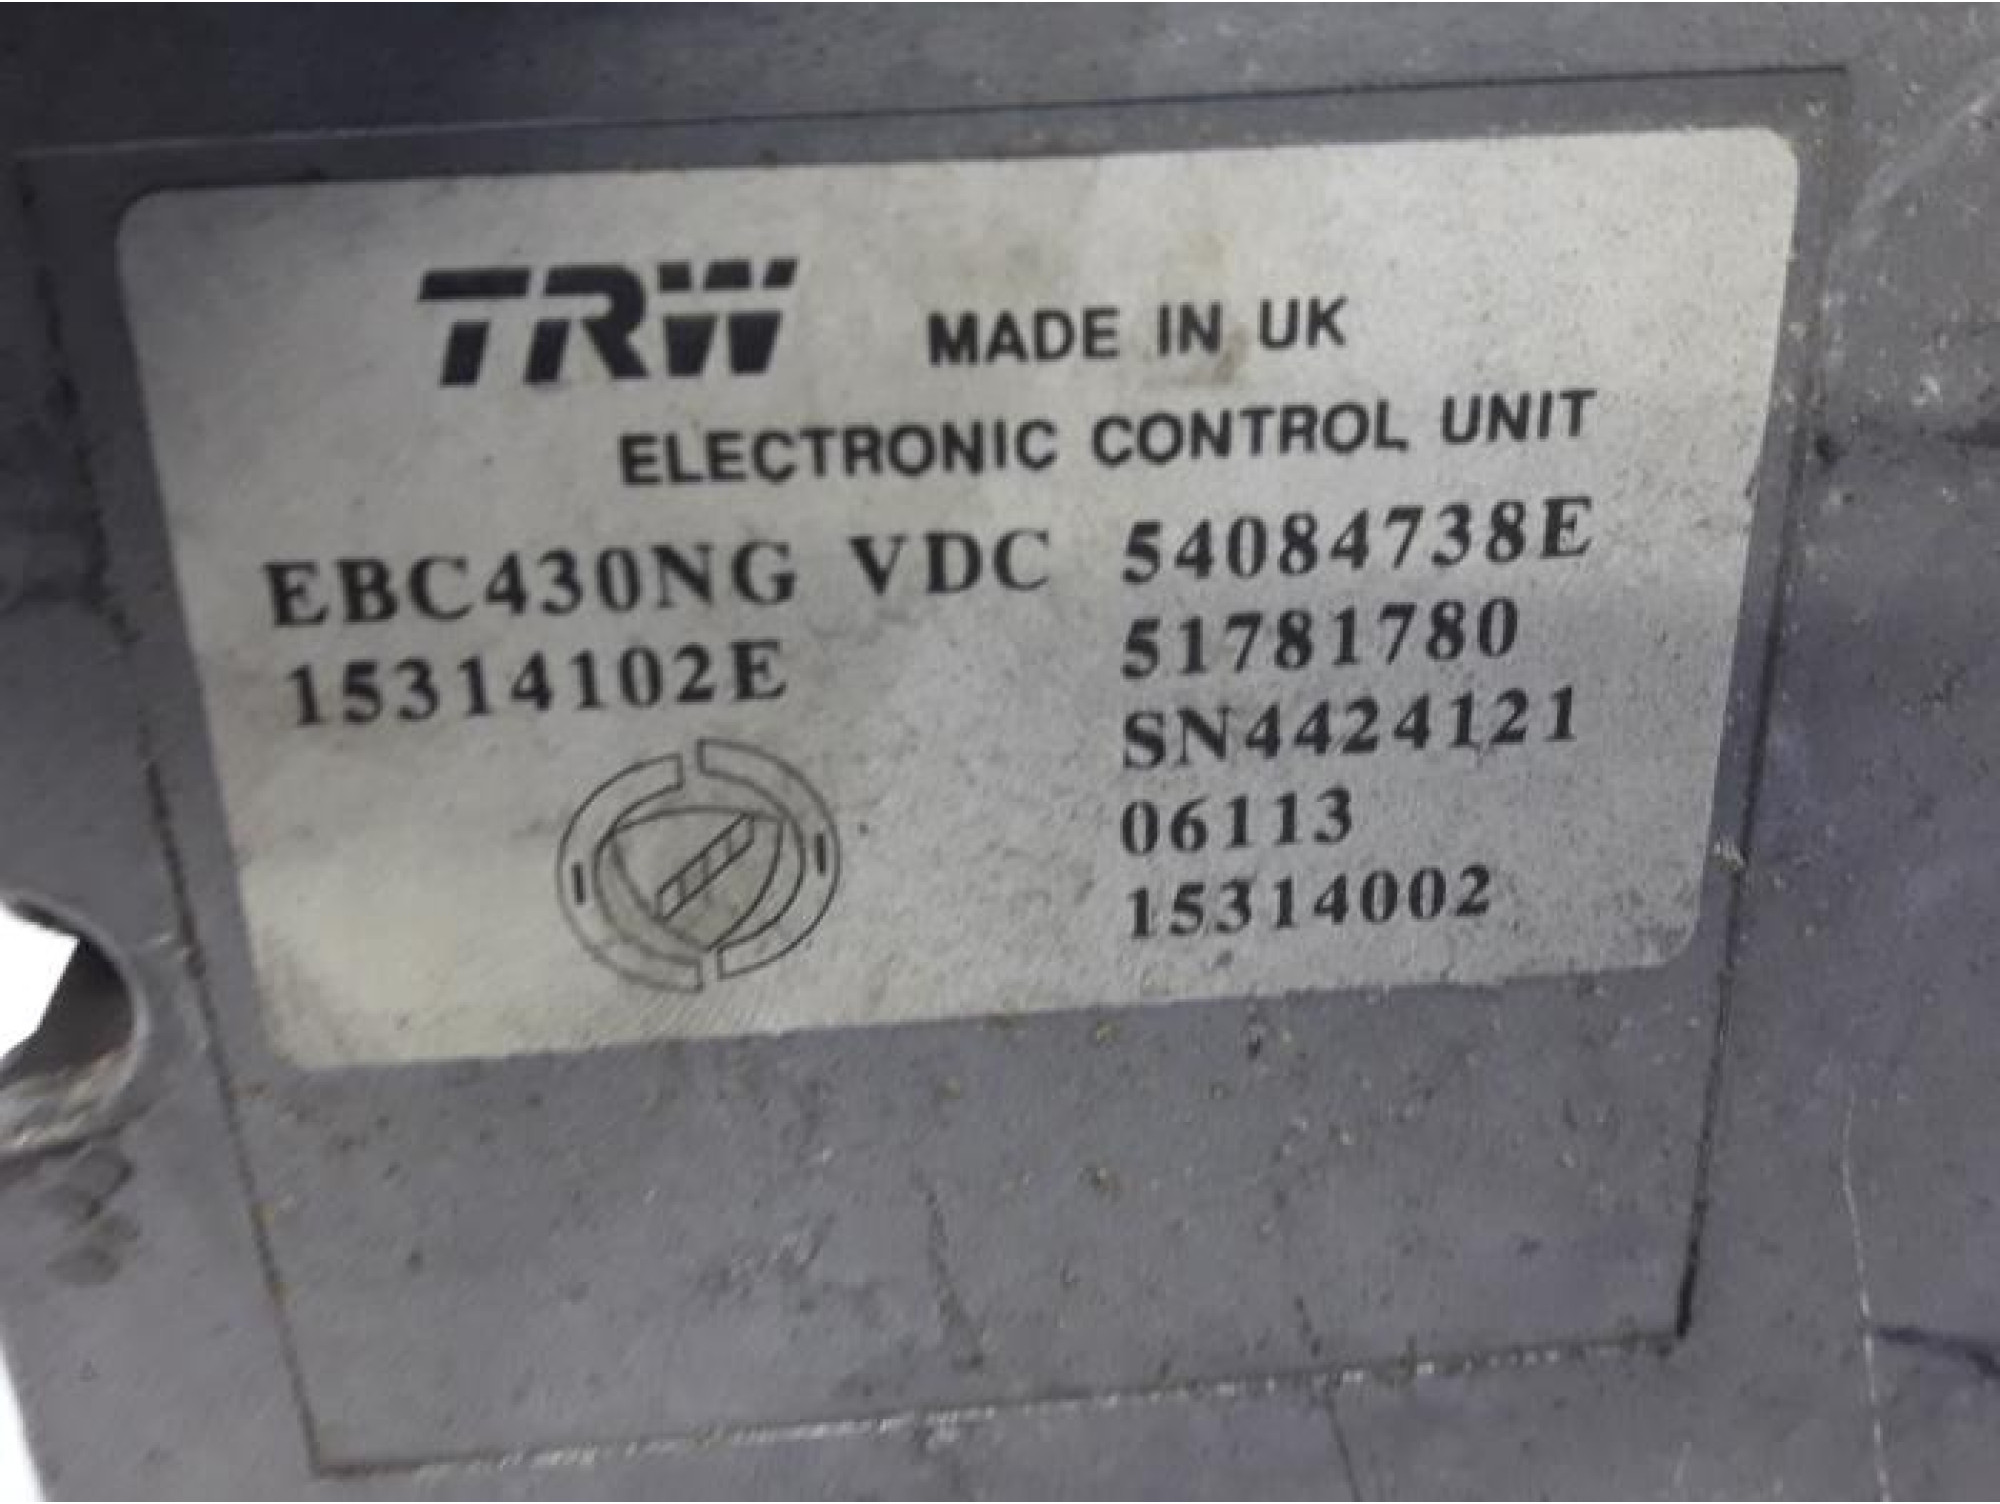 TRW MADE IN UK
ELECTRONIC CONTROL UNIT
EBC430NG VDC 54084738E
15314102E 51781780
SN4424121
06113
15314002